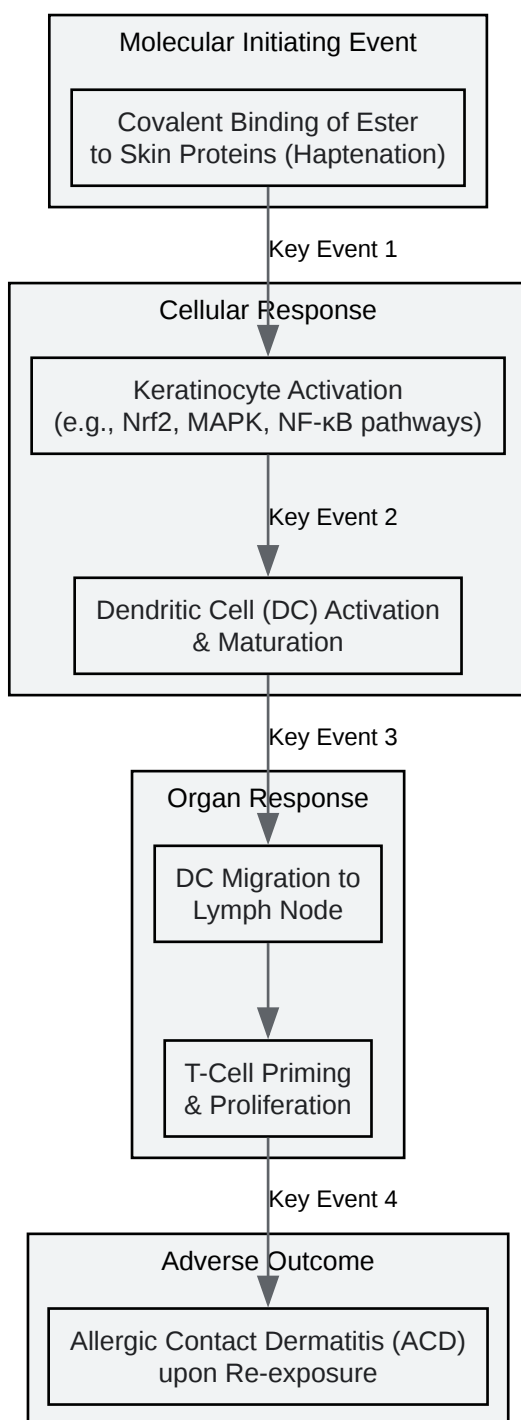 Molecular Initiating Event
Covalent Binding of Ester
to Skin Proteins (Haptenation)
Key Event 1
Cellular Response
Keratinocyte Activation
(e.g., Nrf2, MAPK, NF-κB pathways)
Key Event 2
Dendritic Cell (DC) Activation
& Maturation
Key Event 3
Organ Response
DC Migration to
Lymph Node
T-Cell Priming
& Proliferation
Key Event 4
Adverse Outcome
Allergic Contact Dermatitis (ACD)
upon Re-exposure